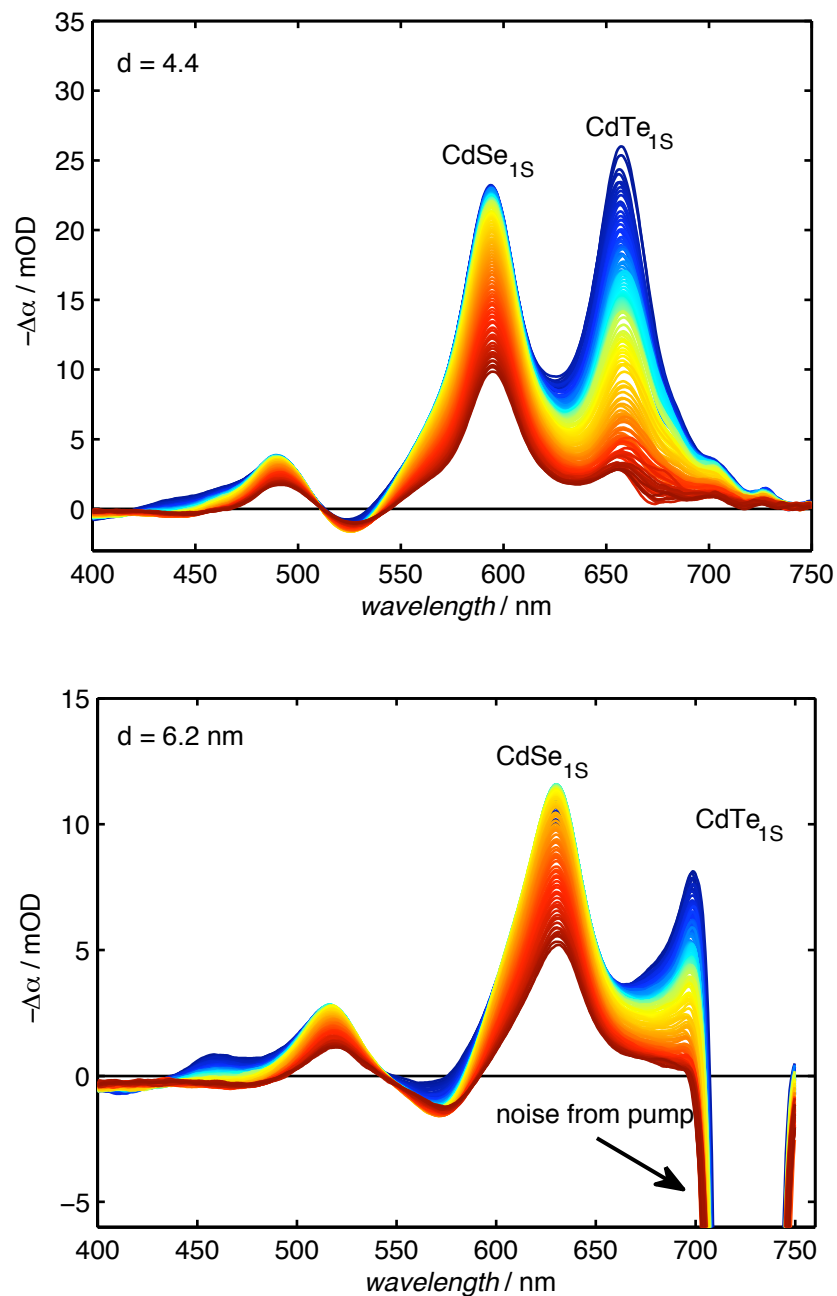 35
d = 4.4
30
CdTe1S
CdSe1S
25
20
15
10
5
0
−Δα / mOD
400 450 500 550 600 650 700 750
wavelength / nm
15
d = 6.2 nm
CdSe1S
CdTe1S
10
5
0
noise from pump
−5
−Δα / mOD
400 450 500 550 600 650 700 750
wavelength / nm